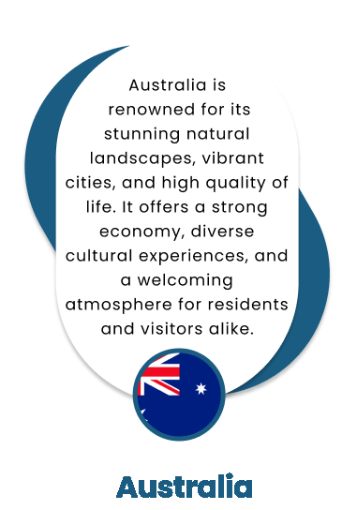 Australia is
renowned for its
stunning natural
landscapes, vibrant
cities, and high quality of
life. It offers a strong
economy, diverse
cultural experiences, and
a welcoming
atmosphere for residents
and visitors alike.
Australia